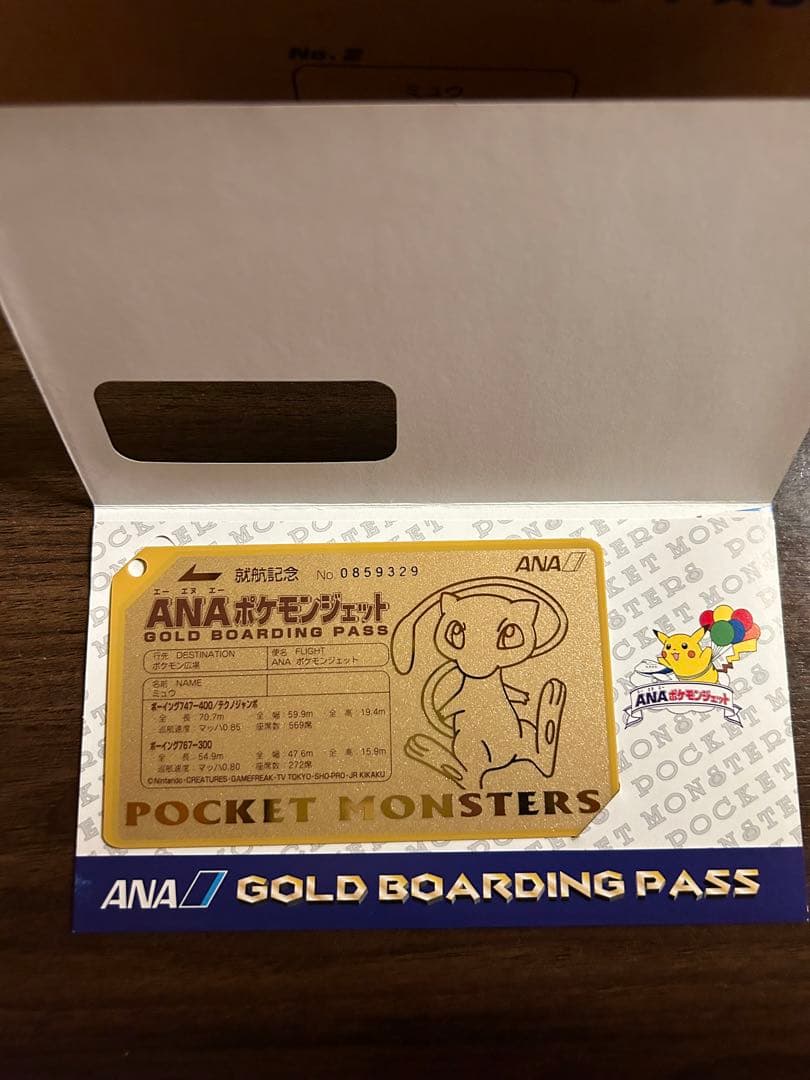 No.2
ミュウ
就航記念 No.0859329 ANA
エー エヌ エー
ANAポケモンジェット
GOLD BOARDING PASS
行先 DESTINATION 便名 FLIGHT
ポケモン広場 ANA ポケモンジェット
名前 NAME
ミュウ
ボーイング747-400/テクノジャンボ
全 長 70.7m 全 幅 59.9m 全 高 19.4m
巡航速度:マッハ0.85 座席数 569席
ボーイング767-300
全 長 54.9m 全 幅 47.6m 全 高 15.9m
巡航速度:マッハ0.80 座席数 272席
©Nintendo·CREATURES·GAMEFREAK·TV TOKYO·SHO-PRO·JR KIKAKU
POCKET MONSTERS
エー エヌ エー
ANAポケモンジェット
POCKET MONSTERS
ANA GOLD BOARDING PASS